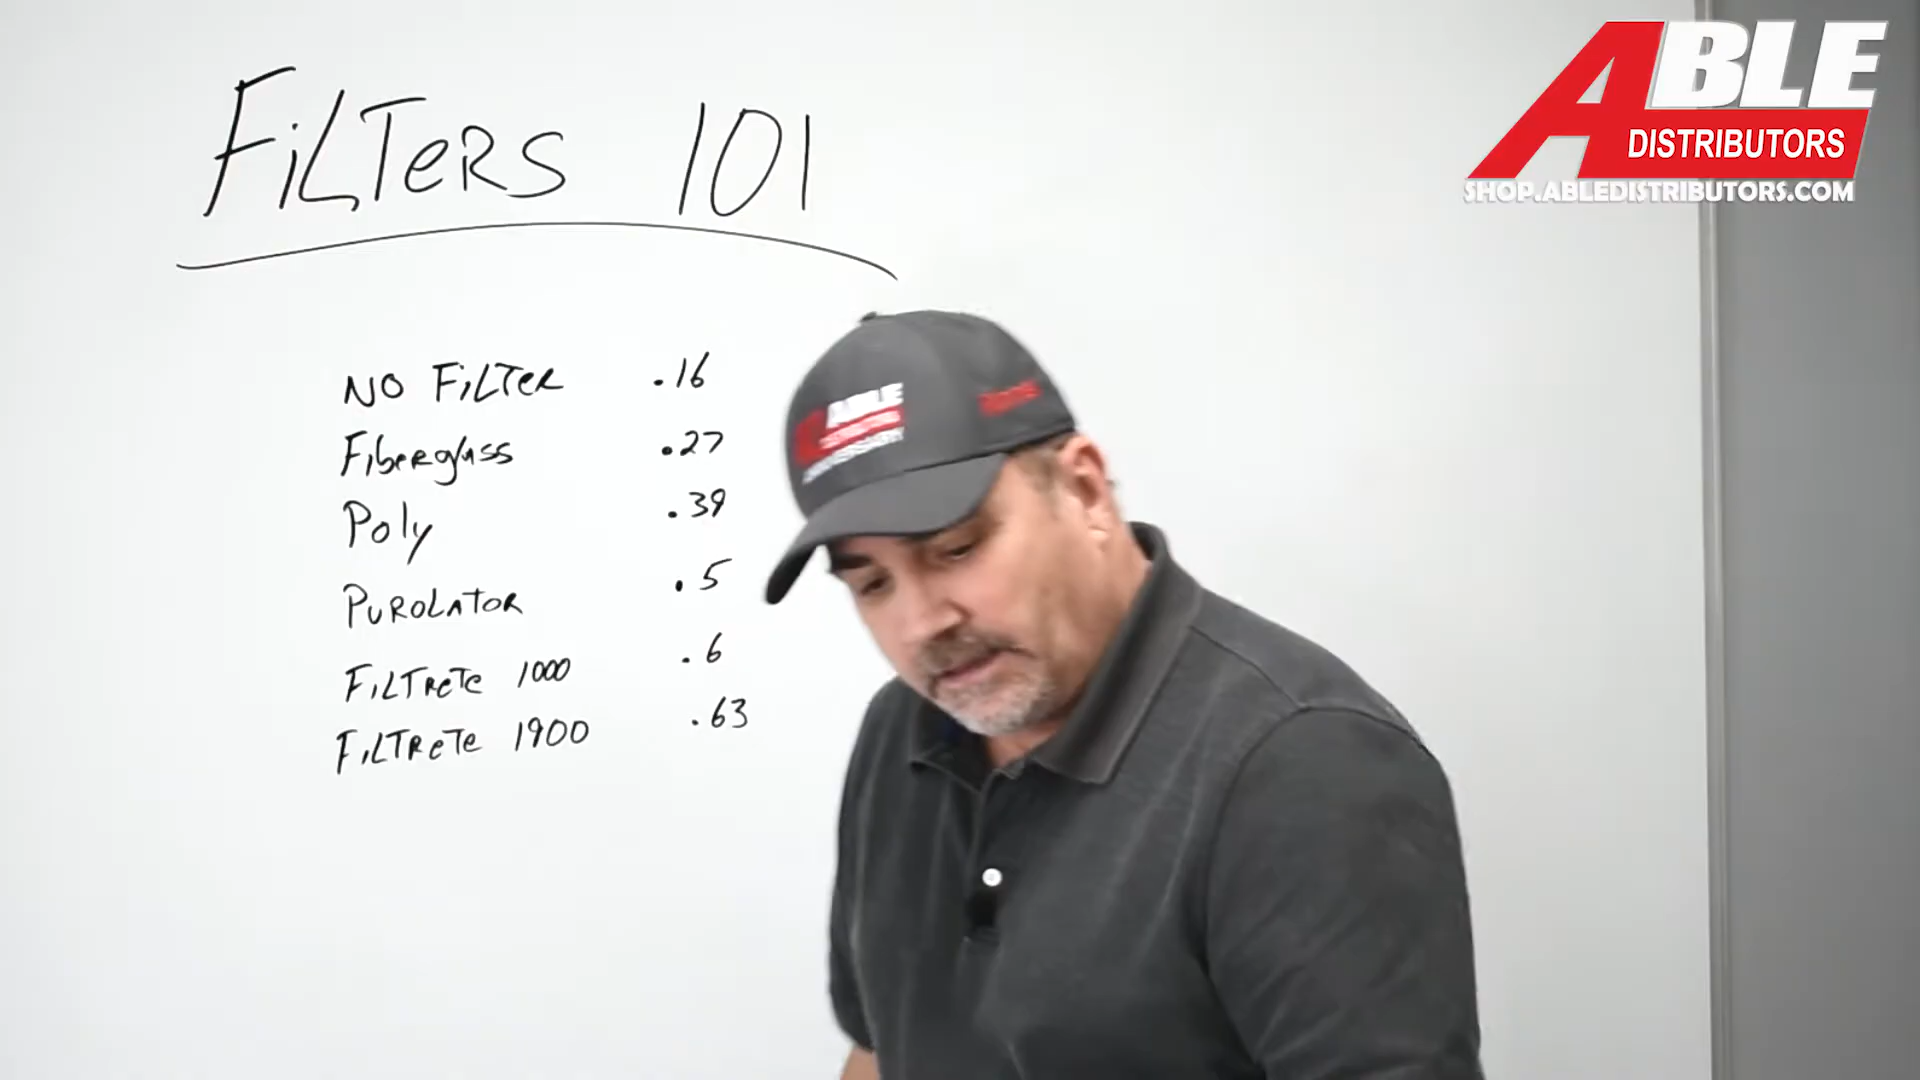 FiLTeRS 101
NO FiLTeR .16
Fiberglass .27
Poly .39
PUROLATOR .5
FiLTReTe 1000 .6
FiLTReTe 1900 .63
ABLE
DISTRIBUTORS
SHOP.ABLEDISTRIBUTORS.COM
ABLE